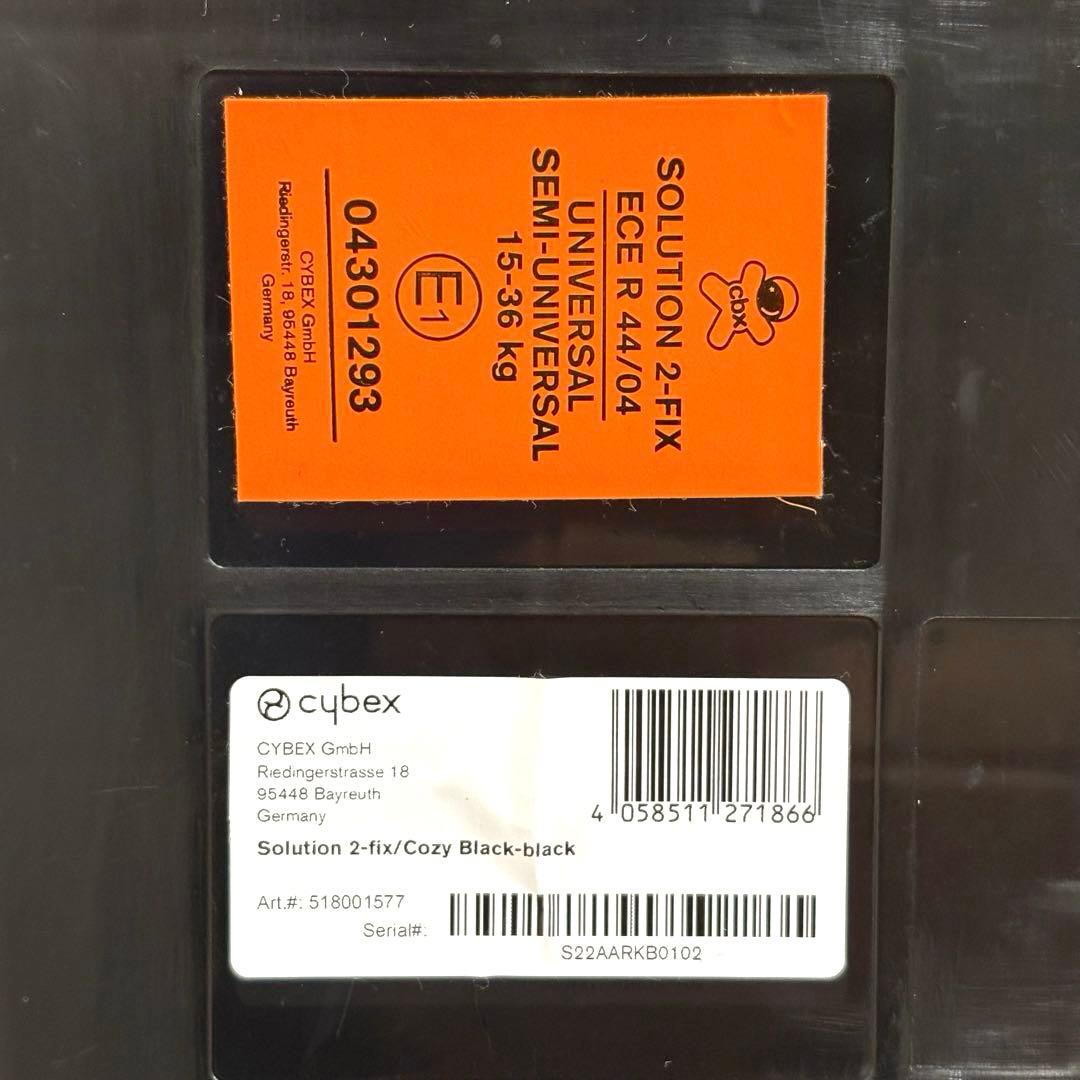 cbx
SOLUTION 2-FIX
ECE R 44/04
UNIVERSAL
SEMI-UNIVERSAL
15-36 kg
E1
04301293
CYBEX GmbH
Riedingerstr. 18, 95448 Bayreuth
Germany
cybex
CYBEX GmbH
Riedingerstrasse 18
95448 Bayreuth
Germany
4 058511 271866
Solution 2-fix/Cozy Black-black
Art.#: 518001577
Serial#:
S22AARKB0102